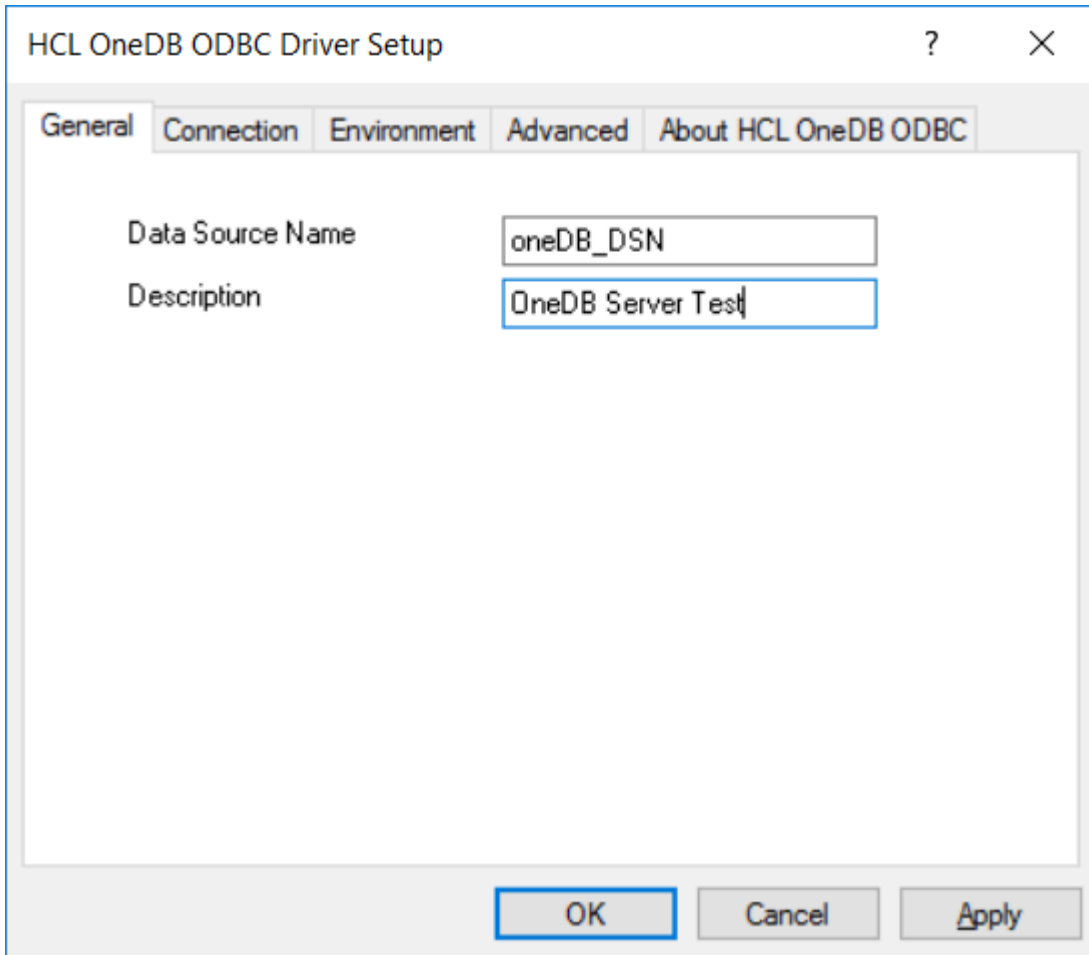 HCL OneDB ODBC Driver Setup ? ×
General Connection Environment Advanced About HCL OneDB ODBC
Data Source Name oneDB_DSN
Description OneDB Server Test
OK Cancel Apply